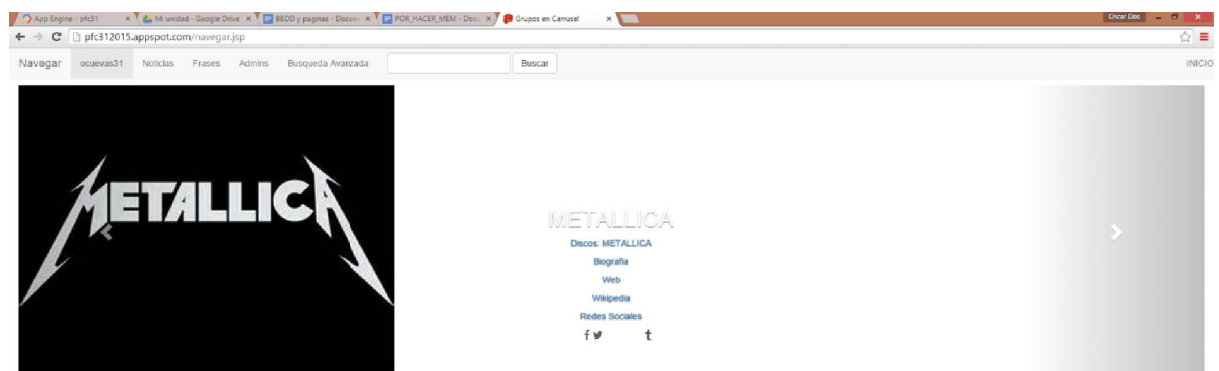 App Engine - pfc31
Mi unidad - Google Drive
BBDD y paginas - Docum
POR_HACER_MEM - Docu
Grupos en Carrusel
Oscar Dos
pfc312015.appspot.com/navegar.jsp
Navegar ocuevas31 Noticias Frases Admins Busqueda Avanzada Buscar INICIO
METALLICA
METALLICA
Discos: METALLICA
Biografia
Web
Wikipedia
Redes Sociales